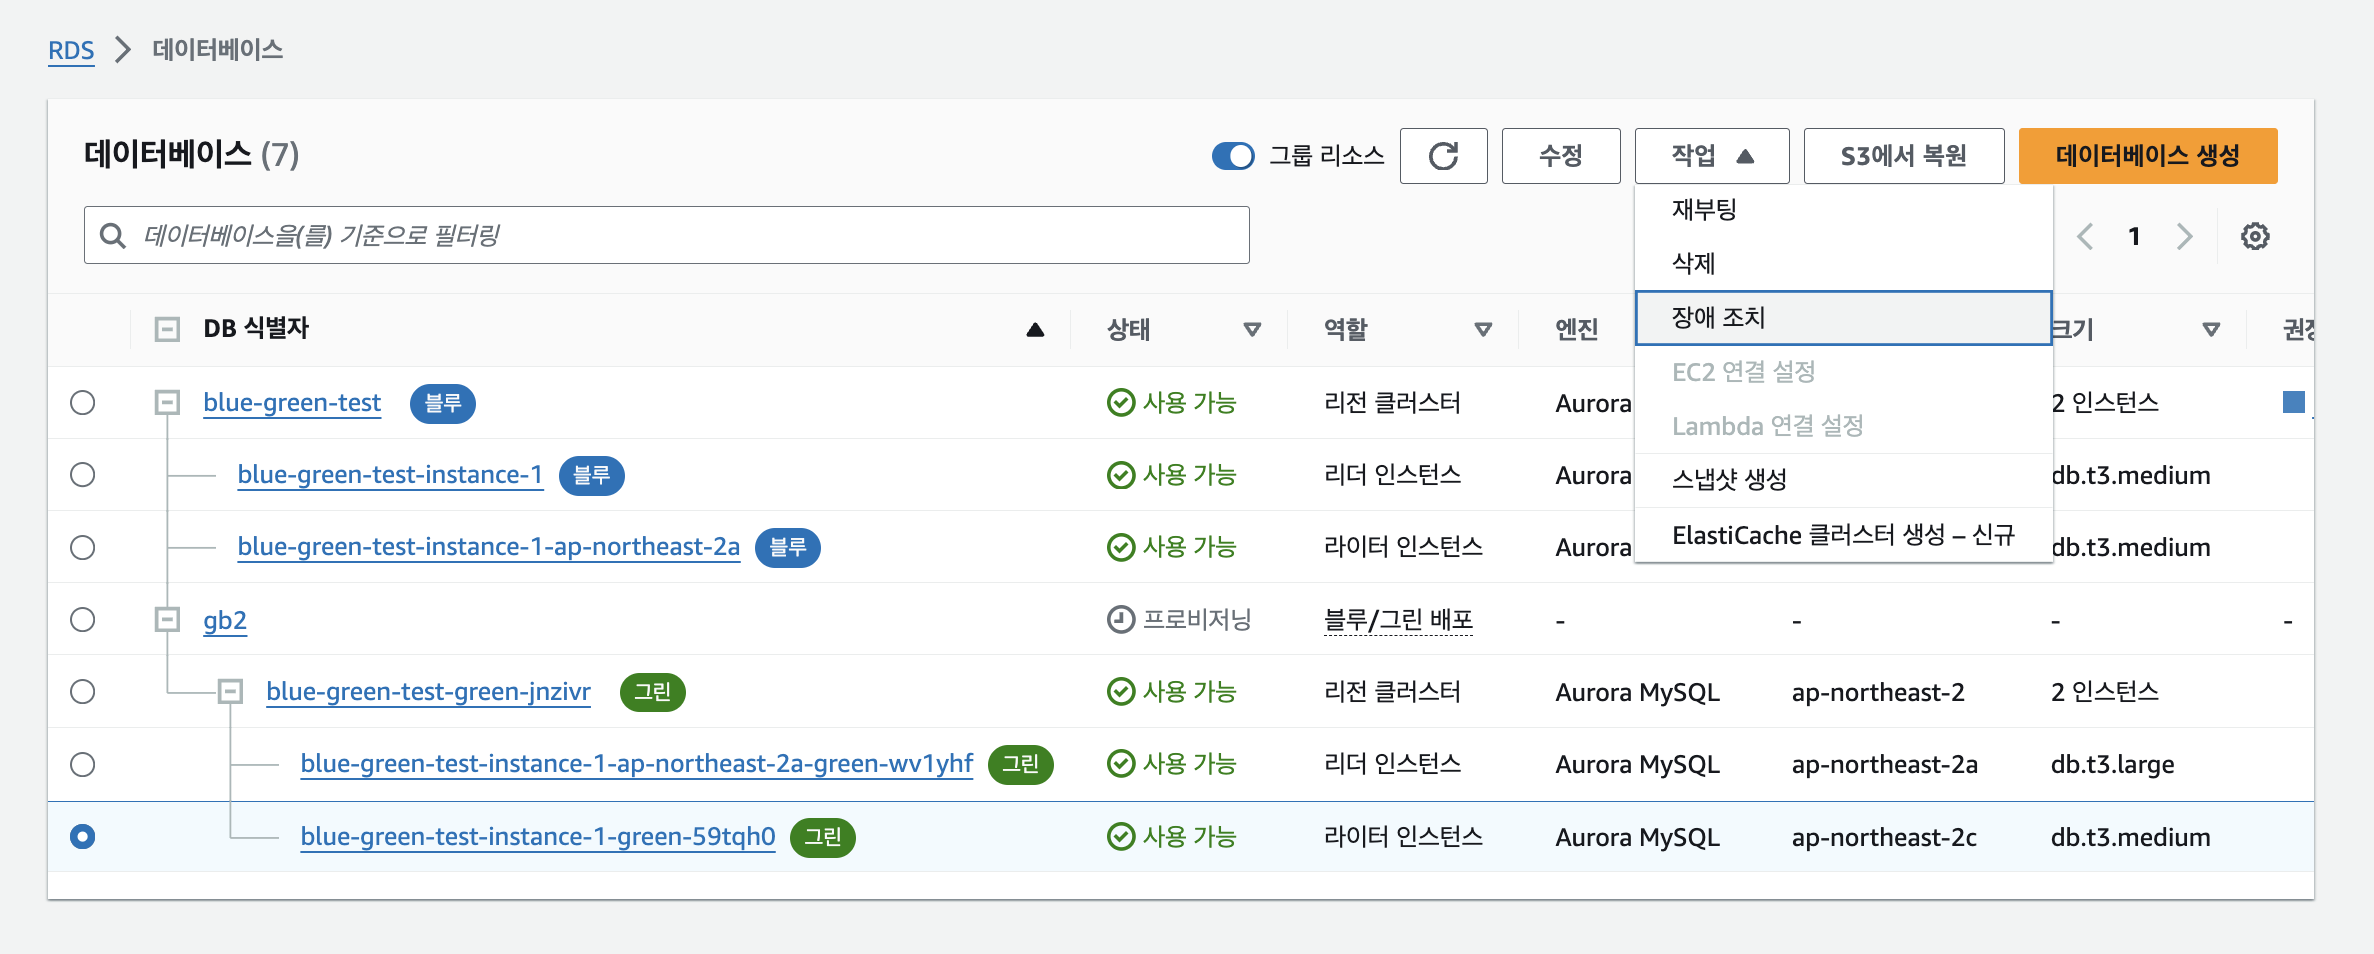 RDS > 데이터베이스
데이터베이스 (7)
그룹 리소스
수정
작업
S3에서 복원
데이터베이스 생성
재부팅
삭제
장애 조치
EC2 연결 설정
Lambda 연결 설정
스냅샷 생성
ElastiCache 클러스터 생성 – 신규
데이터베이스을(를) 기준으로 필터링
1
DB 식별자 상태 역할 엔진 크기
blue-green-test 블루 사용 가능 리전 클러스터 Aurora 2 인스턴스
blue-green-test-instance-1 블루 사용 가능 리더 인스턴스 Aurora db.t3.medium
blue-green-test-instance-1-ap-northeast-2a 블루 사용 가능 라이터 인스턴스 Aurora db.t3.medium
gb2 프로비저닝 블루/그린 배포 - - - -
blue-green-test-green-jnzivr 그린 사용 가능 리전 클러스터 Aurora MySQL ap-northeast-2 2 인스턴스
blue-green-test-instance-1-ap-northeast-2a-green-wv1yhf 그린 사용 가능 리더 인스턴스 Aurora MySQL ap-northeast-2a db.t3.large
blue-green-test-instance-1-green-59tqh0 그린 사용 가능 라이터 인스턴스 Aurora MySQL ap-northeast-2c db.t3.medium